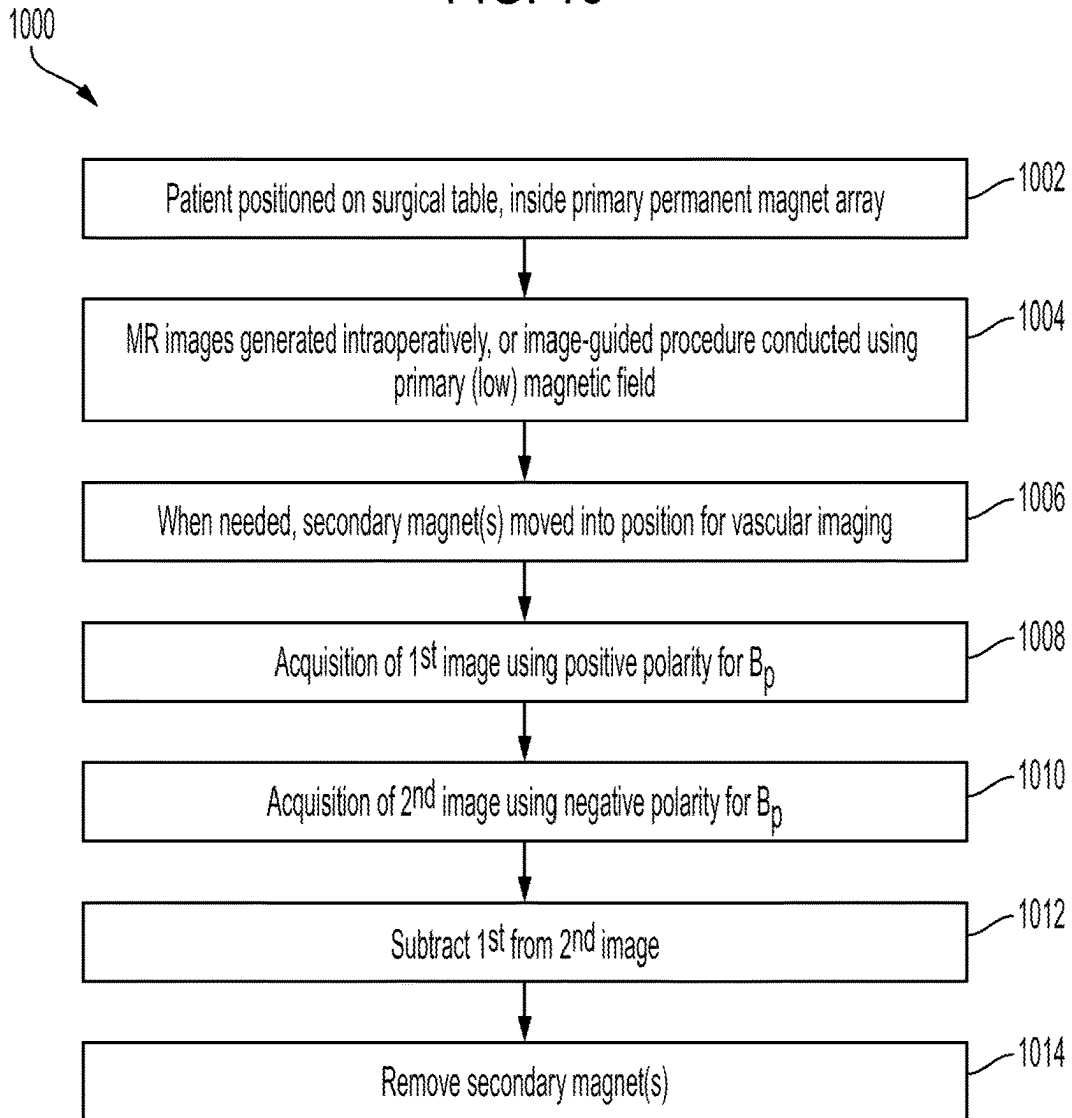 1000
Patient positioned on surgical table, inside primary permanent magnet array
1002
MR images generated intraoperatively, or image-guided procedure conducted using
primary (low) magnetic field
1004
When needed, secondary magnet(s) moved into position for vascular imaging
1006
Acquisition of 1st image using positive polarity for Bp
1008
Acquisition of 2nd image using negative polarity for Bp
1010
Subtract 1st from 2nd image
1012
Remove secondary magnet(s)
1014